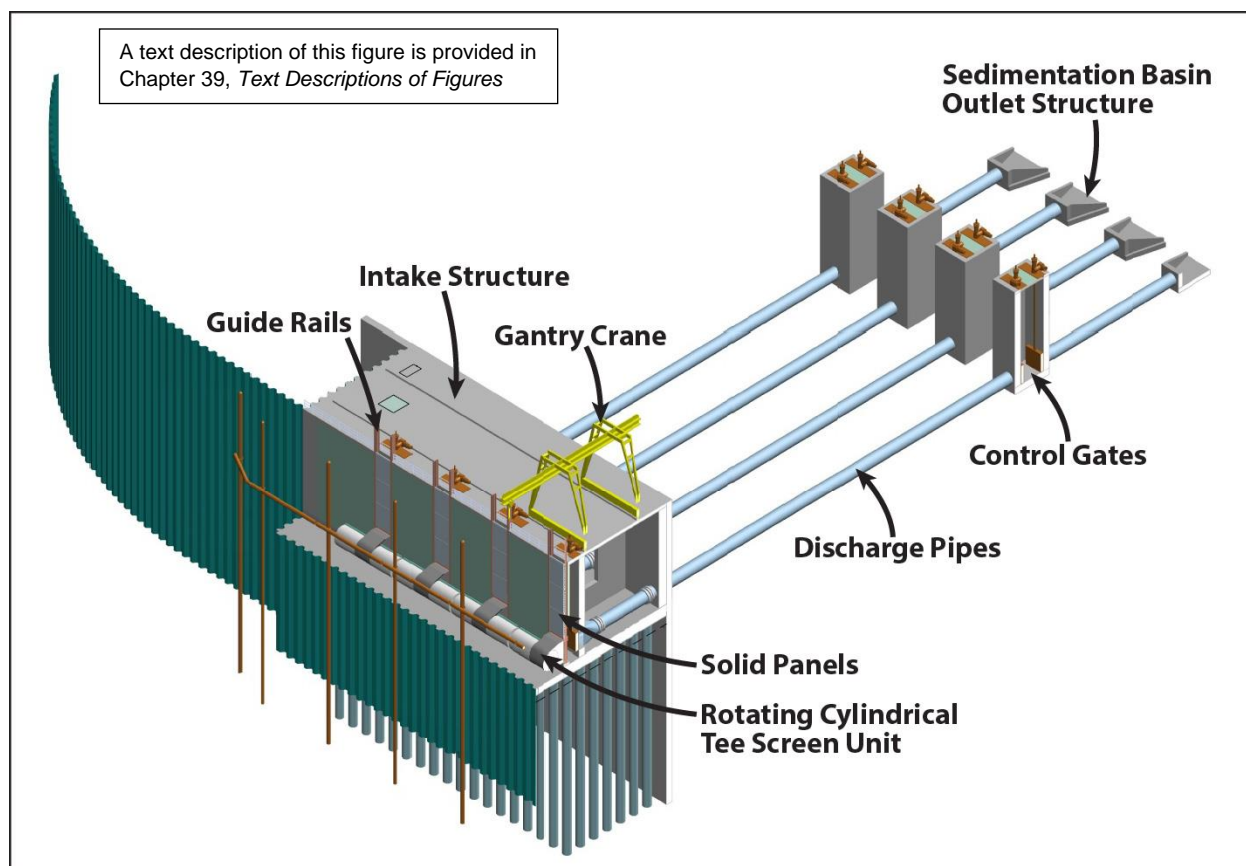 A text description of this figure is provided in
Chapter 39, Text Descriptions of Figures
Sedimentation Basin
Outlet Structure
Intake Structure
Guide Rails
Gantry Crane
Control Gates
Discharge Pipes
Solid Panels
Rotating Cylindrical
Tee Screen Unit